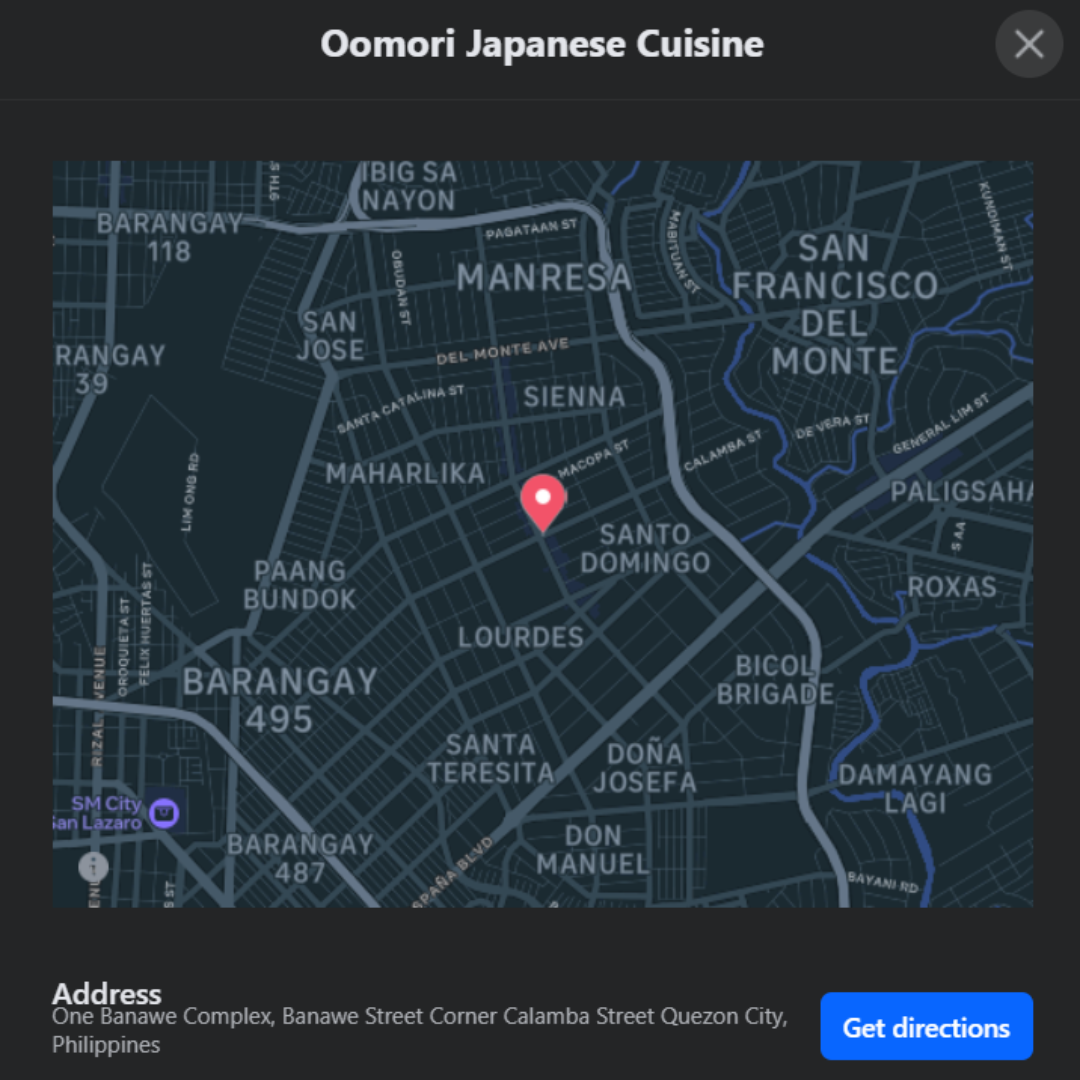 Oomori Japanese Cuisine
IBIG SA
NAYON
9TH S
BARANGAY
118
PAGATAAN ST
MABITUAN ST
KUNDIMAN ST
OBUDAN ST
MANRESA
SAN
FRANCISCO
DEL
MONTE
SAN
JOSE
RANGAY
39
DEL MONTE AVE
SANTA CATALINA ST
SIENNA
GENERAL LIM ST
DE VERA ST
CALAMBA ST
MACOPA ST
MAHARLIKA
LIM ONG RD
PALIGSAHA
SANTO
DOMINGO
S AA
PAANG
BUNDOK
ROXAS
OROQUIETA ST
FELIX HUERTAS ST
LOURDES
RIZAL AVENUE
BARANGAY
495
BICOL
BRIGADE
SANTA
TERESITA
DOÑA
JOSEFA
DAMAYANG
LAGI
SM City
San Lazaro
BARANGAY
487
DON
MANUEL
SPAÑA BLVD
BAYANI RD
ENU
S ST
Address
One Banawe Complex, Banawe Street Corner Calamba Street Quezon City,
Philippines
Get directions